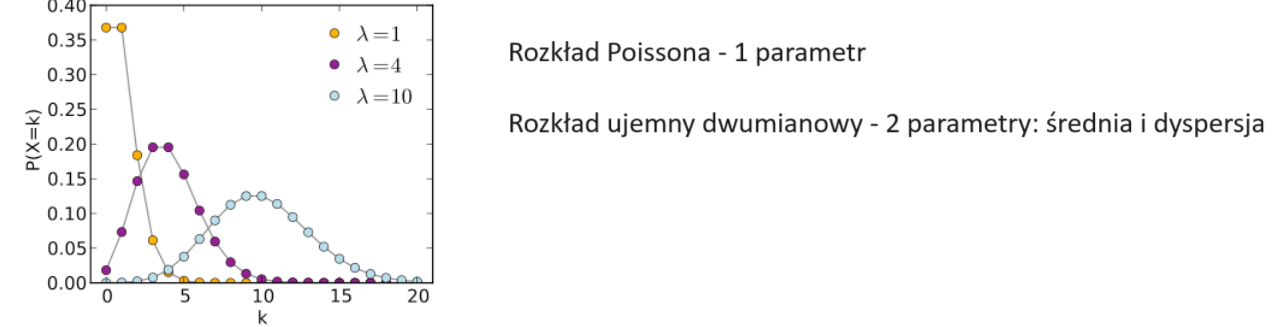 0.40
0.35
0.30
0.25
0.20
0.15
0.10
0.05
0.00
P(X=k)
0 5 10 15 20
k
λ=1
λ=4
λ=10
Rozkład Poissona - 1 parametr
Rozkład ujemny dwumianowy - 2 parametry: średnia i dyspersja